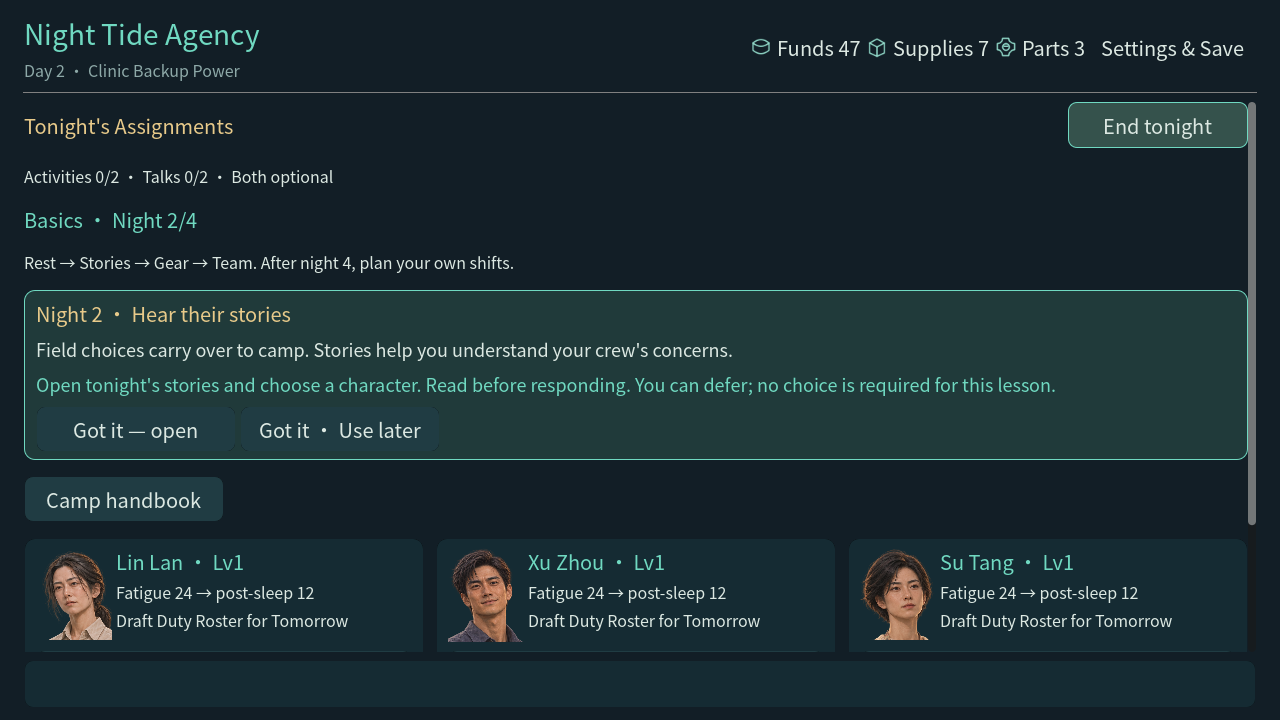 Night Tide Agency
Day 2 • Clinic Backup Power
Funds 47 Supplies 7 Parts 3 Settings & Save
Tonight's Assignments
End tonight
Activities 0/2 • Talks 0/2 • Both optional
Basics • Night 2/4
Rest → Stories → Gear → Team. After night 4, plan your own shifts.
Night 2 • Hear their stories
Field choices carry over to camp. Stories help you understand your crew's concerns.
Open tonight's stories and choose a character. Read before responding. You can defer; no choice is required for this lesson.
Got it — open
Got it • Use later
Camp handbook
Lin Lan • Lv1
Fatigue 24 → post-sleep 12
Draft Duty Roster for Tomorrow
Xu Zhou • Lv1
Fatigue 24 → post-sleep 12
Draft Duty Roster for Tomorrow
Su Tang • Lv1
Fatigue 24 → post-sleep 12
Draft Duty Roster for Tomorrow